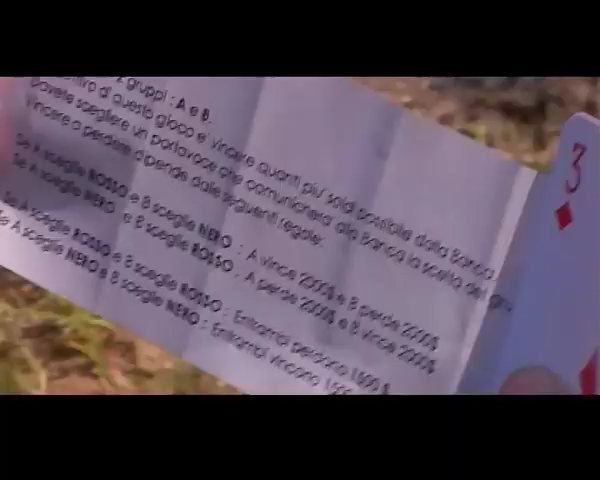 2 gruppi : A e B.
di questo gioco e' vincere quanti piu' soldi possibile dalla Banca.
Dovete scegliere un portavoce che comunichera' alla Banca la scelta del
Vincere o perdere dipende dalle seguenti regole:
Se A sceglie ROSSO e B sceglie NERO : A vince 2000$ e B perde 2000$
Se A sceglie NERO e B sceglie ROSSO : A perde 2000$ e B vince 2000$
Se A sceglie ROSSO e B sceglie ROSSO : Entrambi perdono 1.500 $
Se A sceglie NERO e B sceglie NERO : Entrambi vincono
3